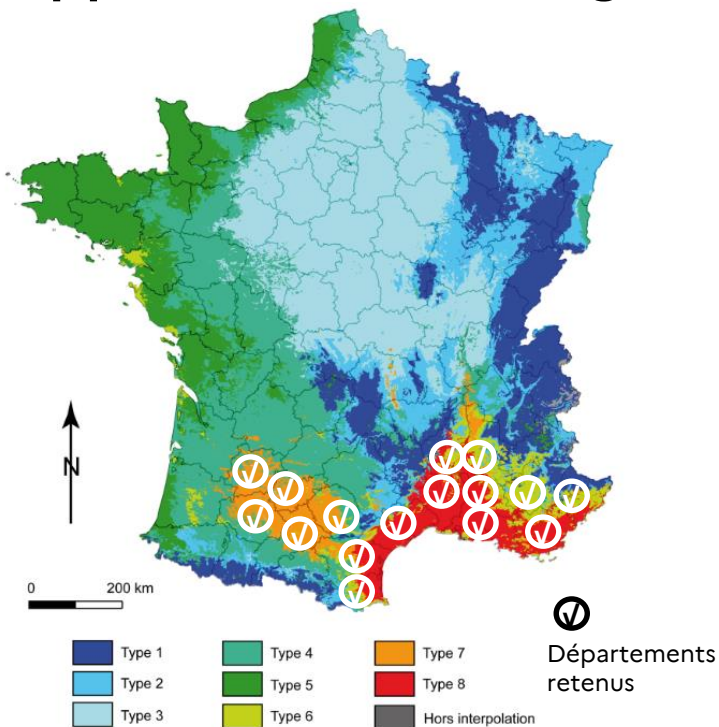 N
0 200 km
Type 1
Type 2
Type 3
Type 4
Type 5
Type 6
Type 7
Type 8
Hors interpolation
Départements
retenus